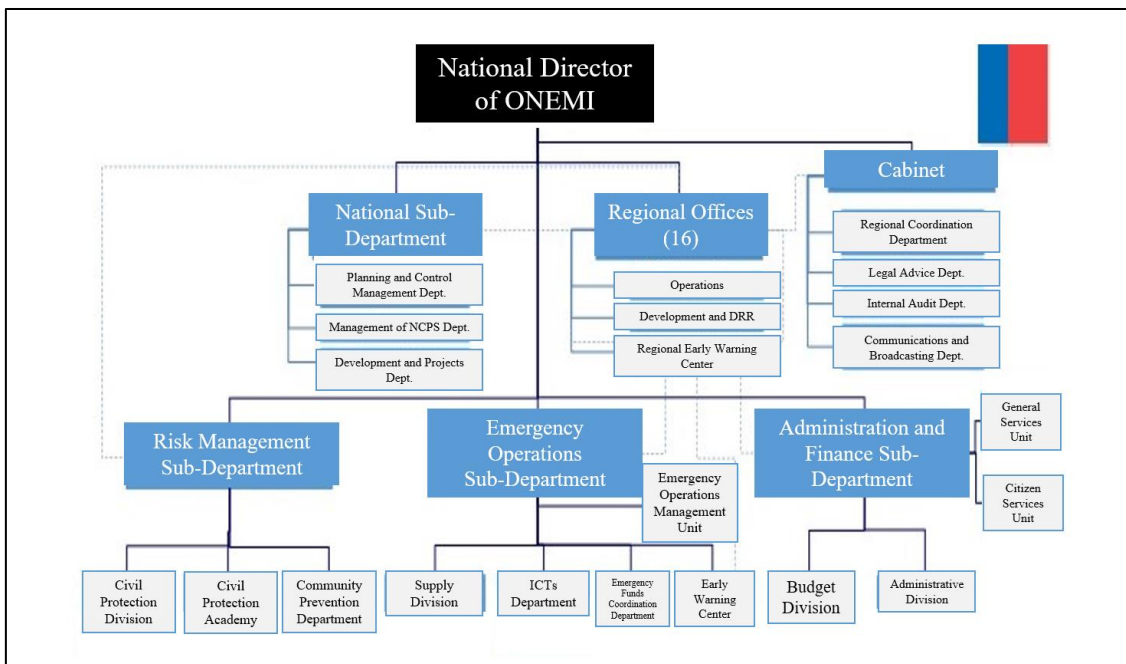 National Director
of ONEMI
Cabinet
National Sub-
Department
Regional Offices
(16)
Regional Coordination
Department
Legal Advice Dept.
Internal Audit Dept.
Communications and
Broadcasting Dept.
Planning and Control
Management Dept.
Management of NCPS Dept.
Development and Projects
Dept.
Operations
Development and DRR
Regional Early Warning
Center
Risk Management
Sub-Department
Emergency
Operations
Sub-Department
Administration and
Finance Sub-
Department
General
Services
Unit
Citizen
Services
Unit
Emergency
Operations
Management
Unit
Civil
Protection
Division
Civil
Protection
Academy
Community
Prevention
Department
Supply
Division
ICTs
Department
Emergency
Funds
Coordination
Department
Early
Warning
Center
Budget
Division
Administrative
Division